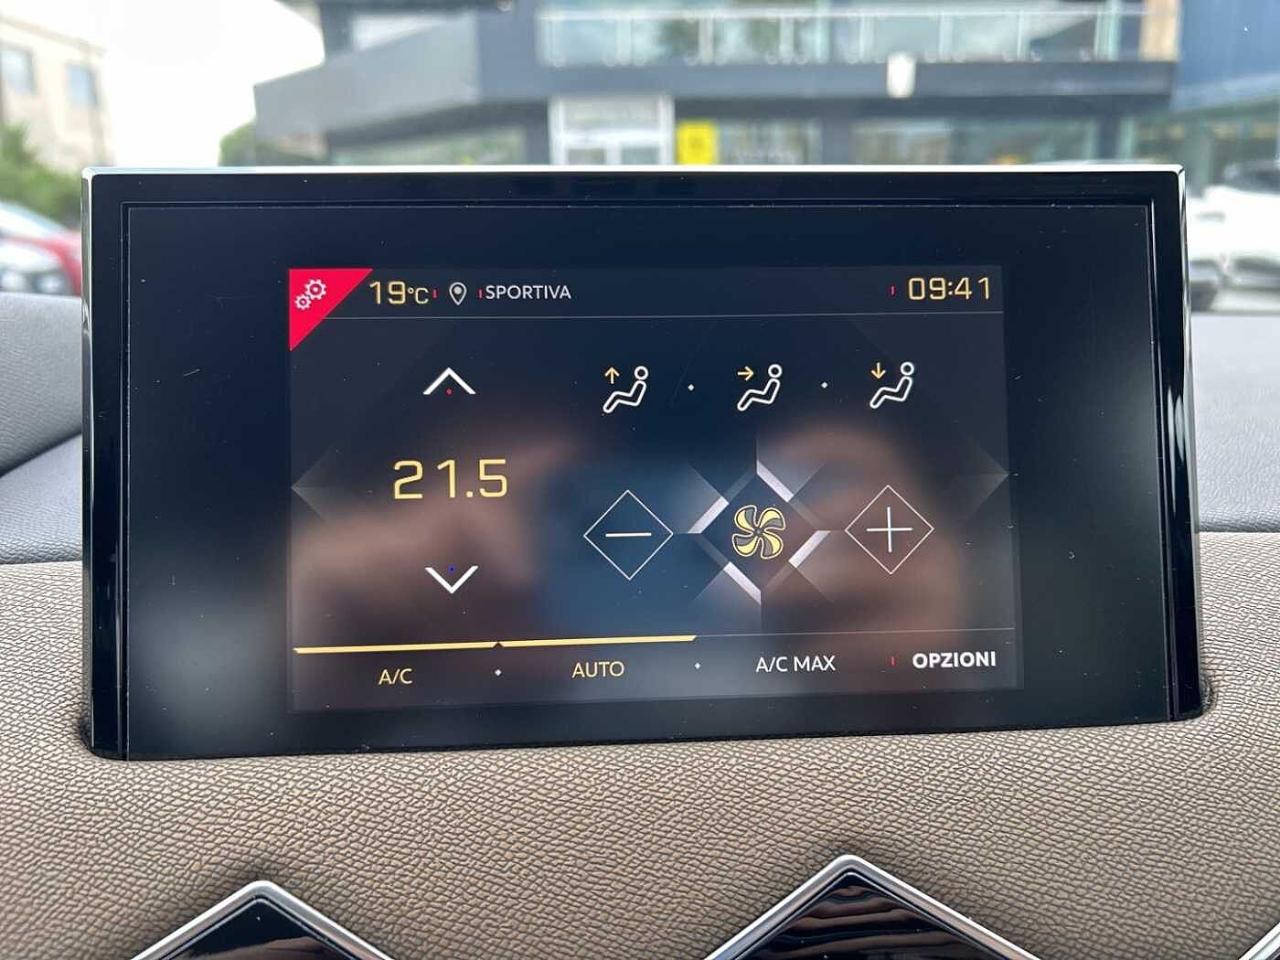 19°C SPORTIVA 09:41
21.5
A/C AUTO A/C MAX OPZIONI